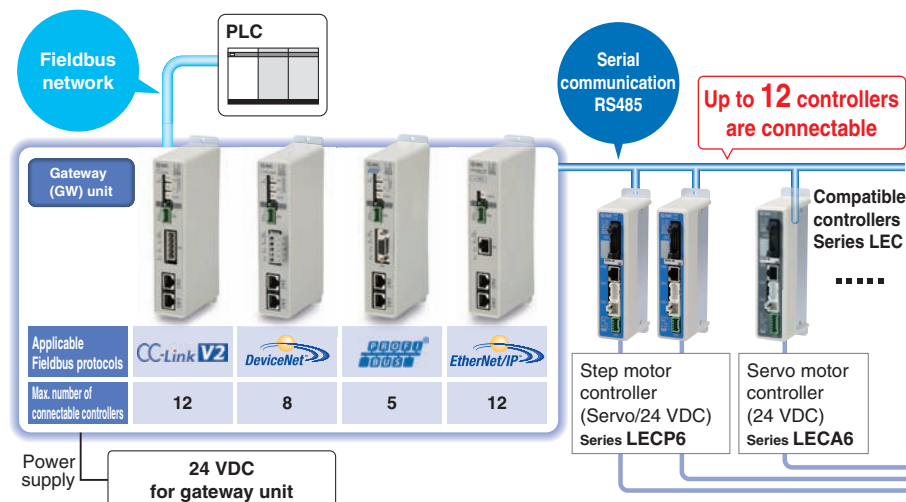 Fieldbus
network
PLC
Serial
communication
RS485
Up to 12 controllers
are connectable
Gateway
(GW) unit
Compatible
controllers
Series LEC
Applicable
Fieldbus protocols
CC-Link V2
DeviceNet™
PROFI
BUS®
EtherNet/IP™
Max. number of
connectable controllers
12
8
5
12
Step motor
controller
(Servo/24 VDC)
Series LECP6
Servo motor
controller
(24 VDC)
Series LECA6
Power
supply
24 VDC
for gateway unit